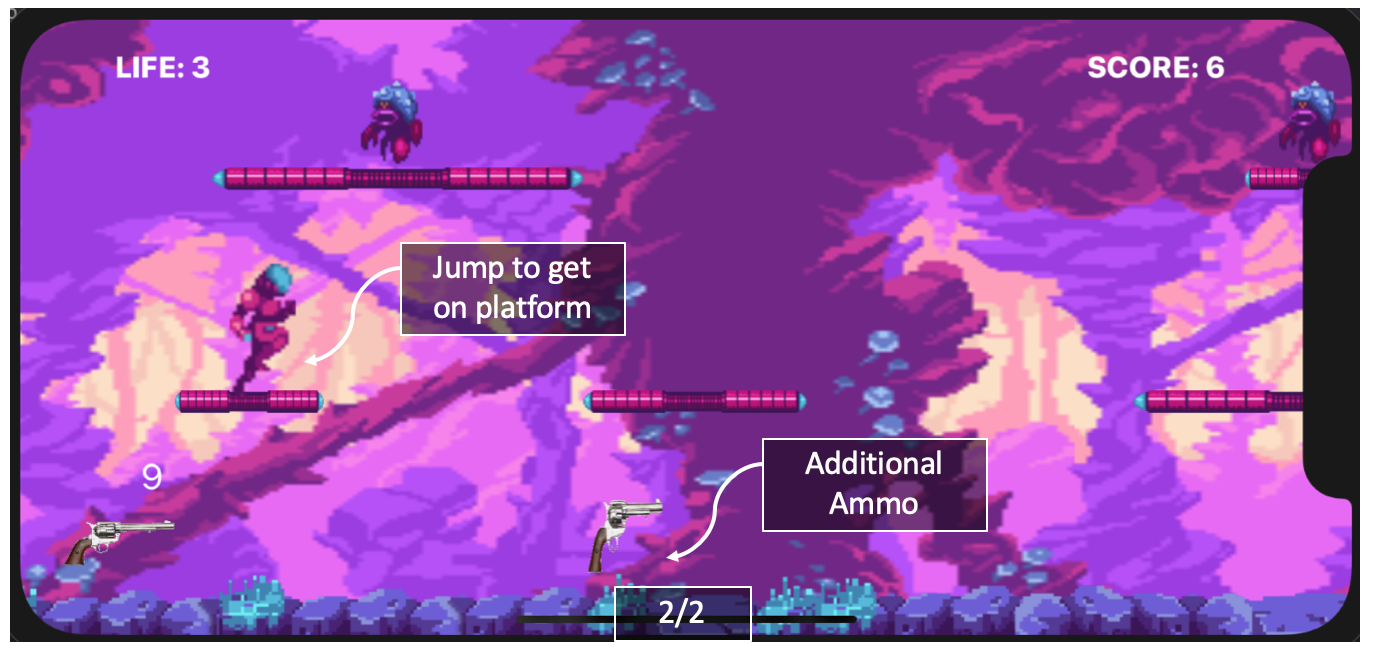 LIFE: 3
SCORE: 6
Jump to get
on platform
9
Additional
Ammo
2/2